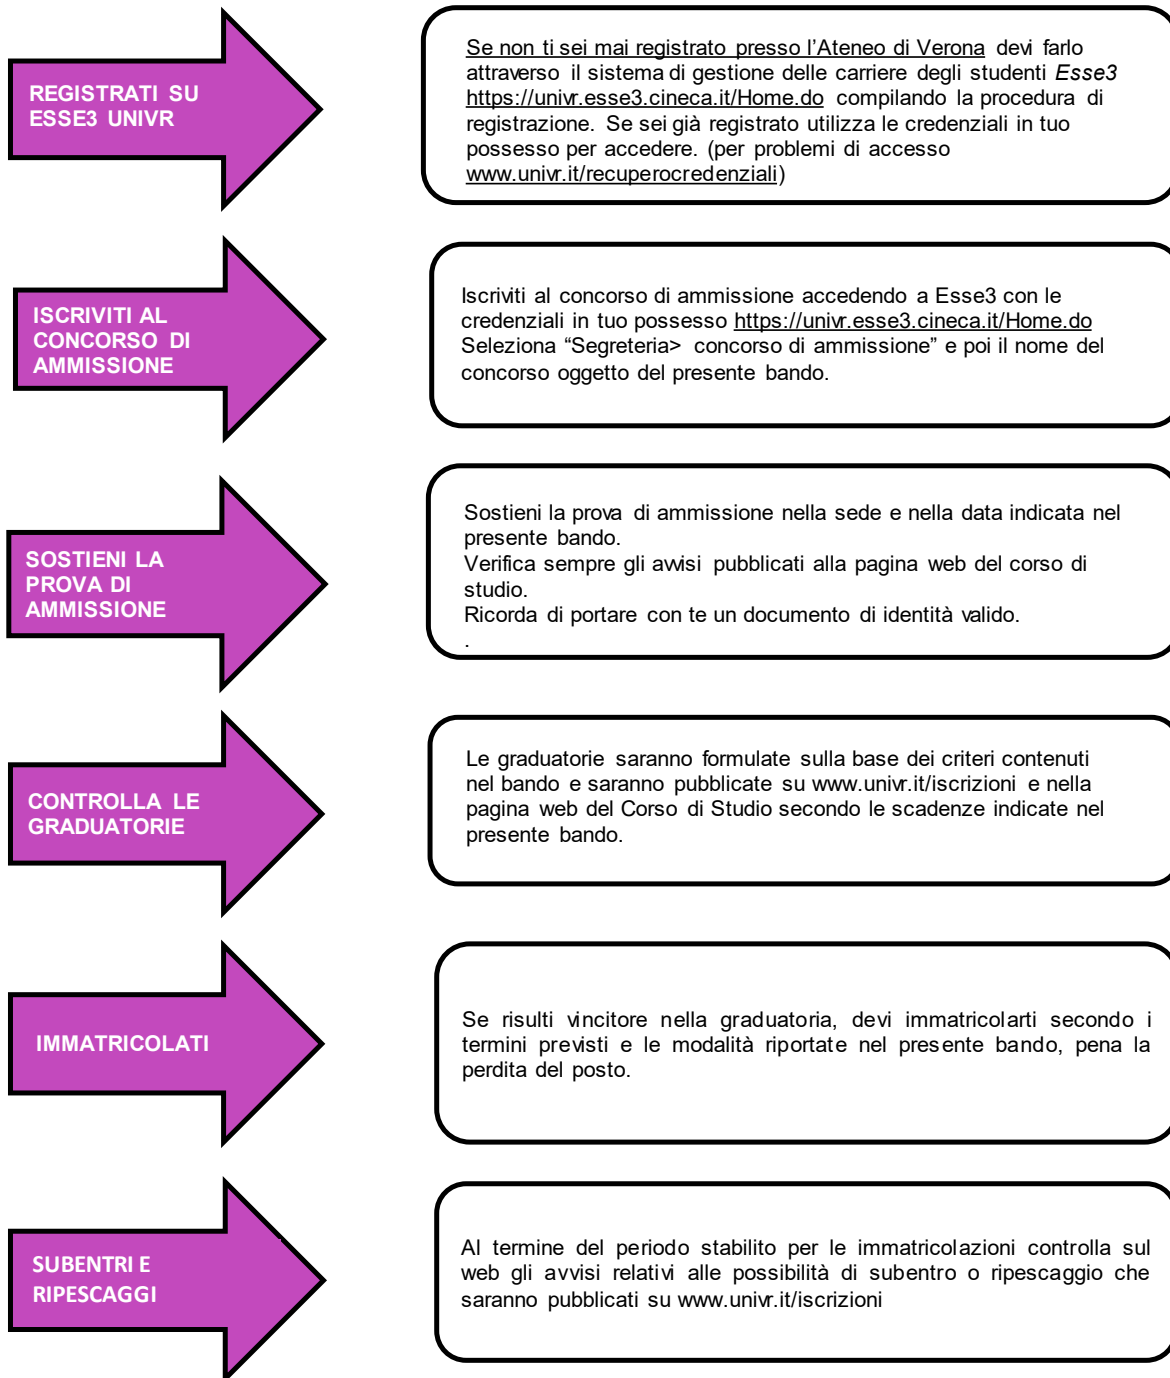 REGISTRATI SU
ESSE3 UNIVR
Se non ti sei mai registrato presso l'Ateneo di Verona devi farlo
attraverso il sistema di gestione delle carriere degli studenti Esse3
https://univr.esse3.cineca.it/Home.do compilando la procedura di
registrazione. Se sei già registrato utilizza le credenziali in tuo
possesso per accedere. (per problemi di accesso
www.univr.it/recuperocredenziali)
ISCRIVITI AL
CONCORSO DI
AMMISSIONE
Iscriviti al concorso di ammissione accedendo a Esse3 con le
credenziali in tuo possesso https://univr.esse3.cineca.it/Home.do
Seleziona “Segreteria> concorso di ammissione” e poi il nome del
concorso oggetto del presente bando.
SOSTIENI LA
PROVA DI
AMMISSIONE
Sostieni la prova di ammissione nella sede e nella data indicata nel
presente bando.
Verifica sempre gli avvisi pubblicati alla pagina web del corso di
studio.
Ricorda di portare con te un documento di identità valido.
.
CONTROLLA LE
GRADUATORIE
Le graduatorie saranno formulate sulla base dei criteri contenuti
nel bando e saranno pubblicate su www.univr.it/iscrizioni e nella
pagina web del Corso di Studio secondo le scadenze indicate nel
presente bando.
IMMATRICOLATI
Se risulti vincitore nella graduatoria, devi immatricolarti secondo i
termini previsti e le modalità riportate nel presente bando, pena la
perdita del posto.
SUBENTRI E
RIPESCAGGI
Al termine del periodo stabilito per le immatricolazioni controlla sul
web gli avvisi relativi alle possibilità di subentro o ripescaggio che
saranno pubblicati su www.univr.it/iscrizioni